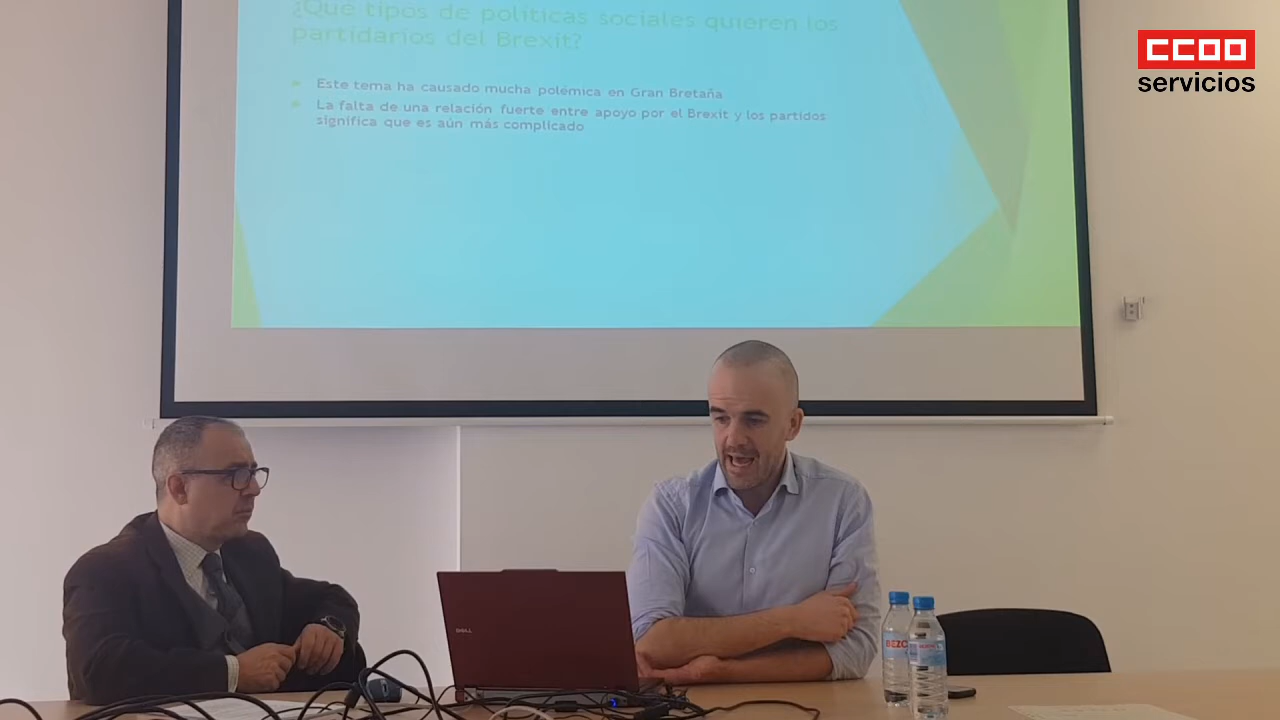 ¿Qué tipos de políticas sociales quieren los
partidarios del Brexit?
Este tema ha causado mucha polémica en Gran Bretaña
La falta de una relación fuerte entre apoyo por el Brexit y los partidos
significa que es aún más complicado
CCOO
servicios
DELL
BEZO